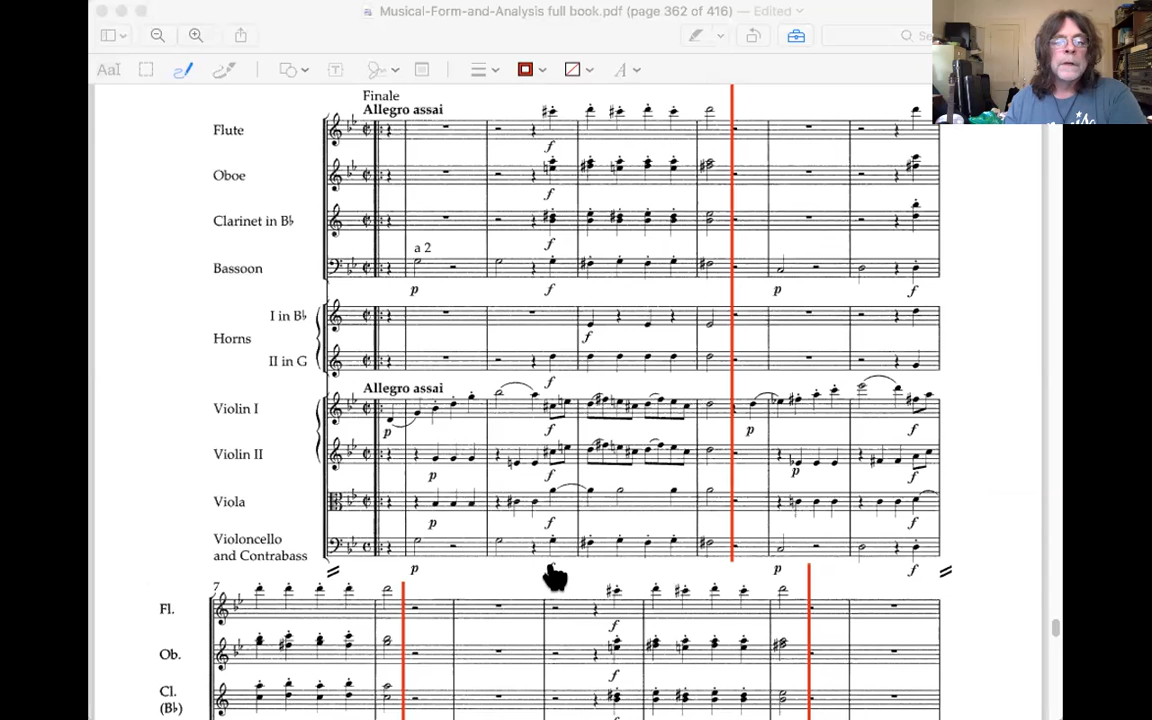 Musical-Form-and-Analysis full book.pdf (page 362 of 416) — Edited
AaI
T
A
Finale
Allegro assai
Flute
f
Oboe
f
Clarinet in B♭
f
a 2
Bassoon
p
f
p
f
I in B♭
f
Horns
II in G
f
Allegro assai
Violin I
p
f
p
f
Violin II
p
f
p
f
Viola
p
f
f
Violoncello
and Contrabass
p
p
f
7
Fl.
f
Ob.
f
Cl.
(B♭)